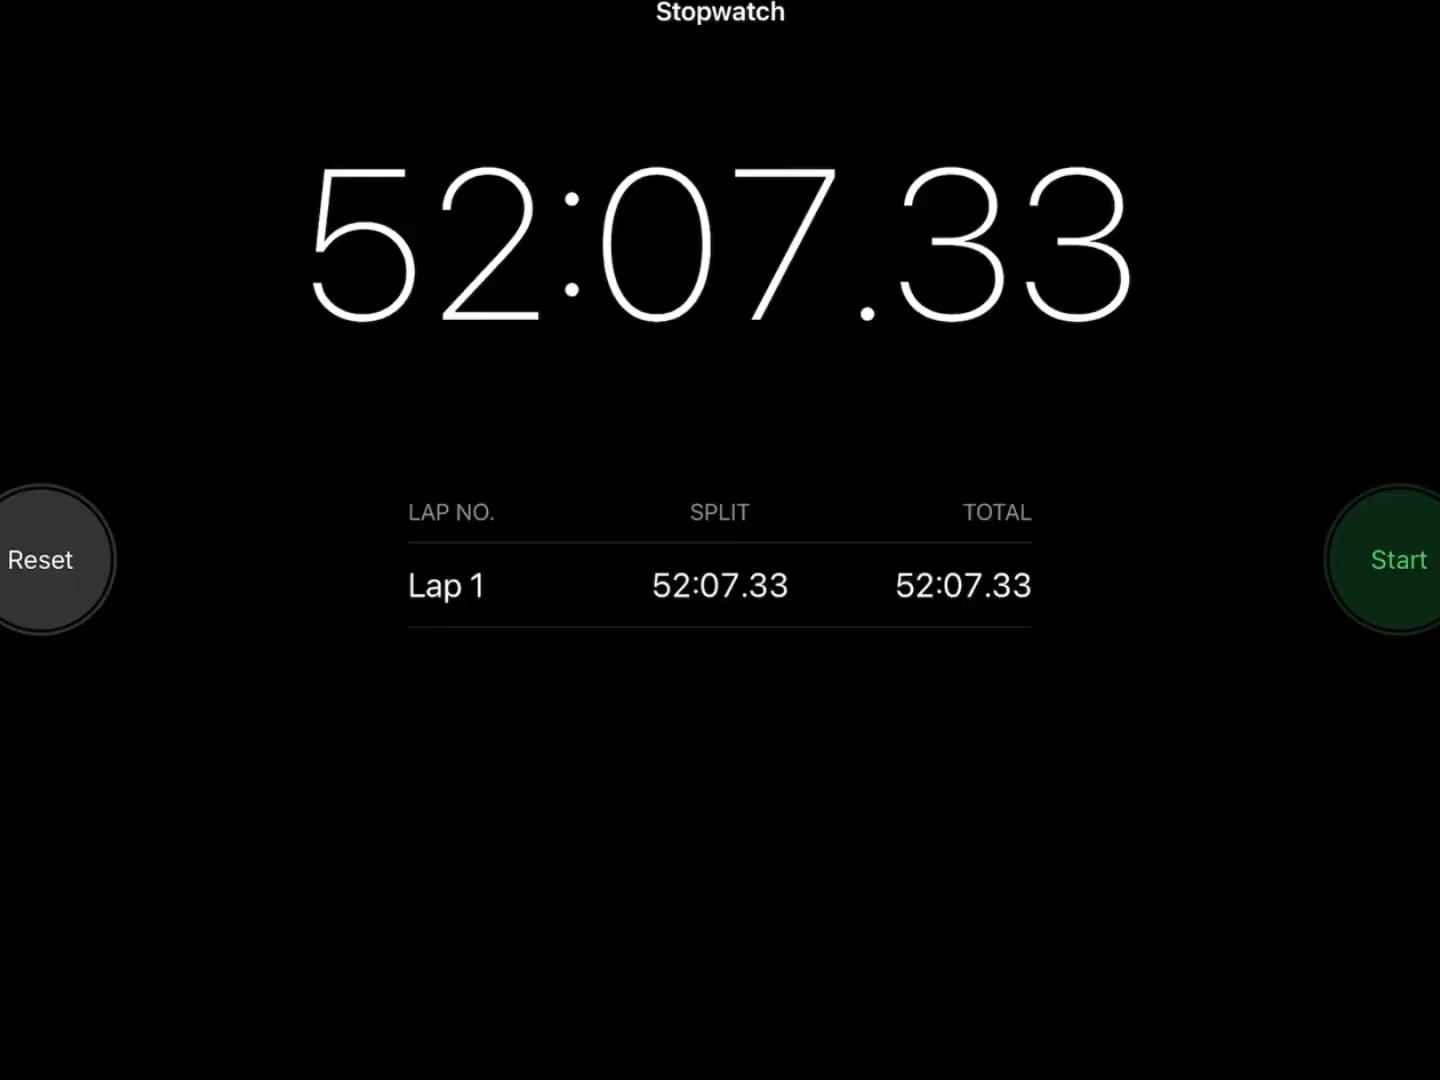 Stopwatch
52:07.33
LAP NO. SPLIT TOTAL
Reset
Start
Lap 1 52:07.33 52:07.33